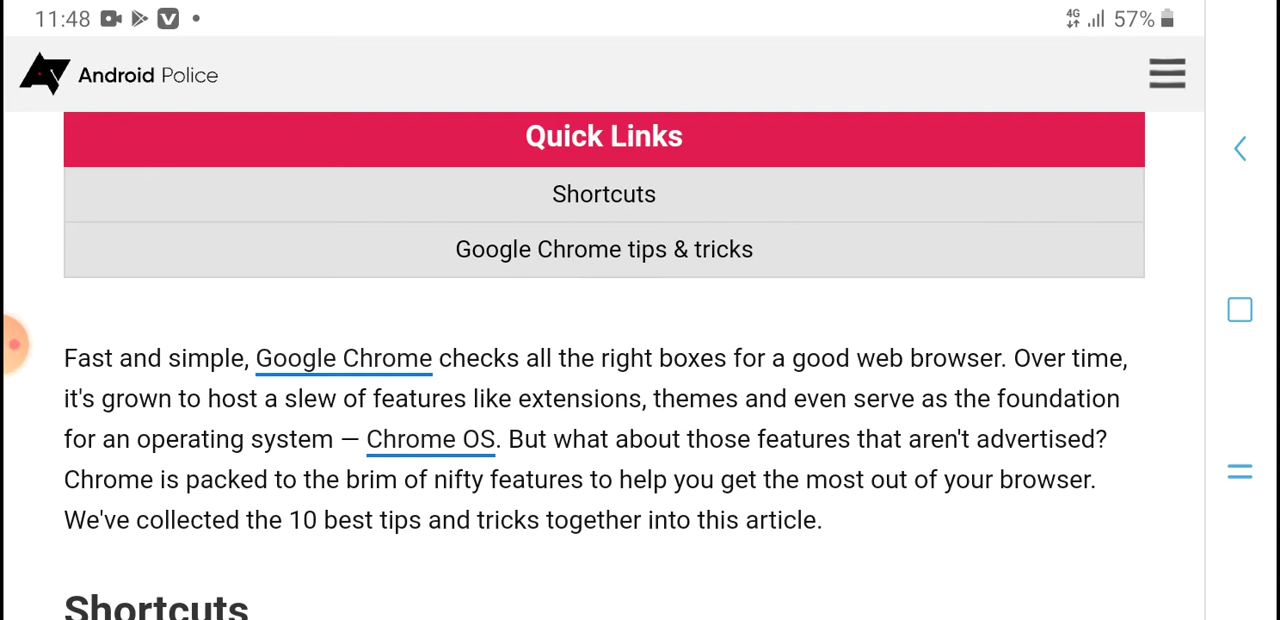 11:48
4G 57%
Android Police
Quick Links
Shortcuts
Google Chrome tips & tricks
Fast and simple, Google Chrome checks all the right boxes for a good web browser. Over time,
it's grown to host a slew of features like extensions, themes and even serve as the foundation
for an operating system — Chrome OS. But what about those features that aren't advertised?
Chrome is packed to the brim of nifty features to help you get the most out of your browser.
We've collected the 10 best tips and tricks together into this article.
Shortcuts